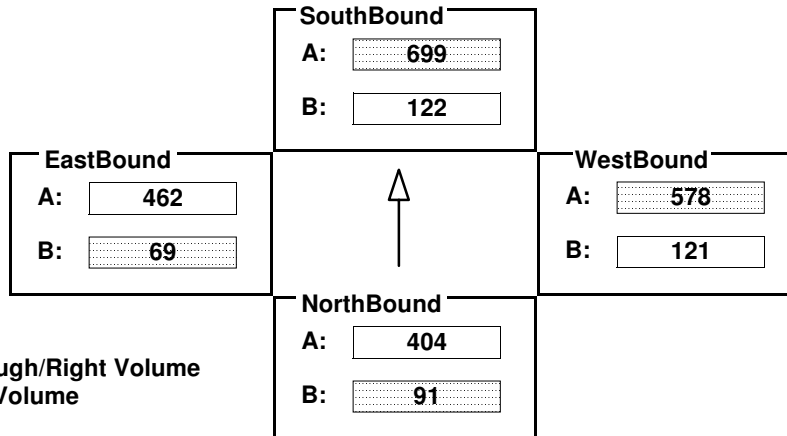 SouthBound
A: 699
B: 122
EastBound
A: 462
B: 69
WestBound
A: 578
B: 121
NorthBound
A: 404
B: 91
ugh/Right Volume
Volume